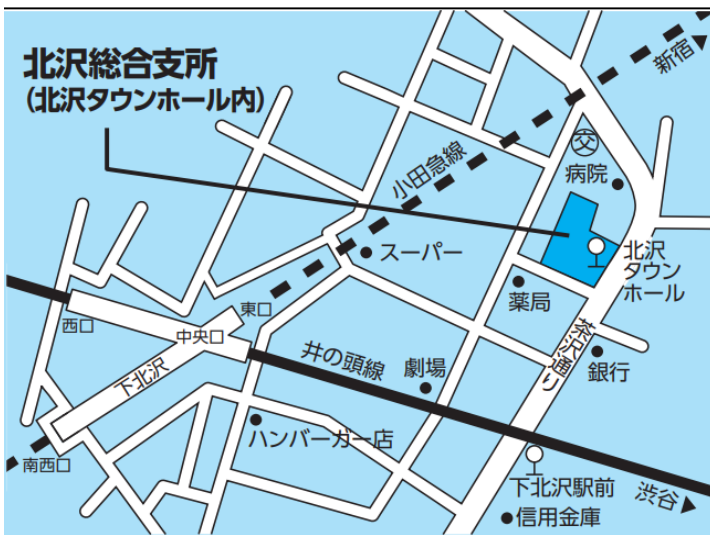 北沢総合支所
（北沢タウンホール内）
新宿
交
病院
小田急線
スーパー
北沢
タウン
ホール
薬局
東口
西口
中央口
茶沢通り
銀行
井の頭線
劇場
下北沢
ハンバーガー店
南西口
下北沢駅前
渋谷
信用金庫